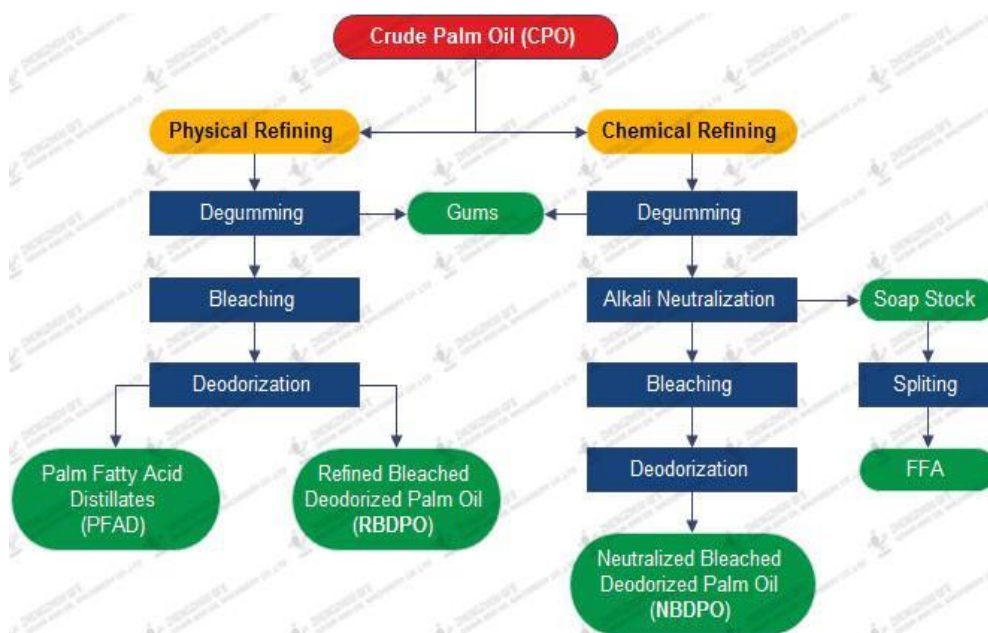 Crude Palm Oil (CPO)
Physical Refining
Chemical Refining
Degumming
Gums
Degumming
Bleaching
Alkali Neutralization
Soap Stock
Deodorization
Bleaching
Spliting
Palm Fatty Acid
Distillates
(PFAD)
Refined Bleached
Deodorized Palm Oil
(RBDPO)
Deodorization
FFA
Neutralized Bleached
Deodorized Palm Oil
(NBDPO)